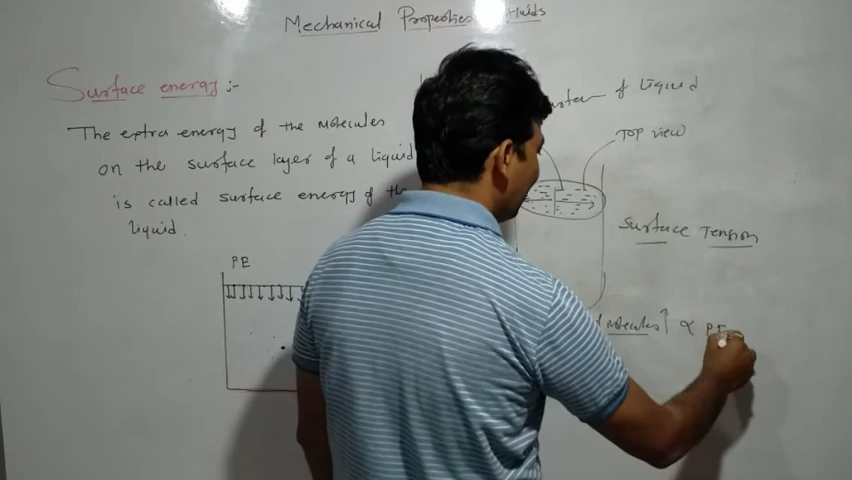 Mechanical Properties Fluids
Surface energy :-
The extra energy of the molecules
on the surface layer of a liquid
is called surface energy of the
liquid.
of liquid
TOP view
Surface Tension
PE
molecules ↑ ∝ P.E